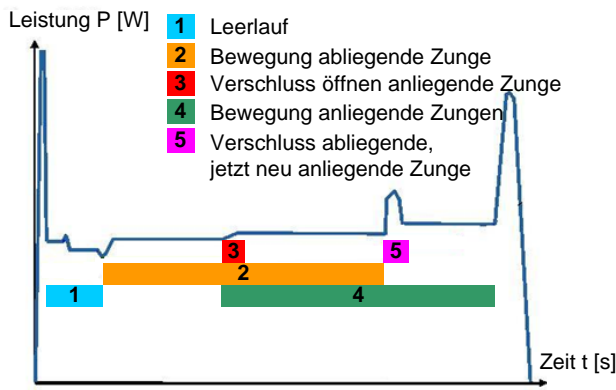 Leistung P [W]
1 Leerlauf
2 Bewegung abliegende Zunge
3 Verschluss öffnen anliegende Zunge
4 Bewegung anliegende Zungen
5 Verschluss abliegende,
jetzt neu anliegende Zunge
3
5
2
1
4
Zeit t [s]